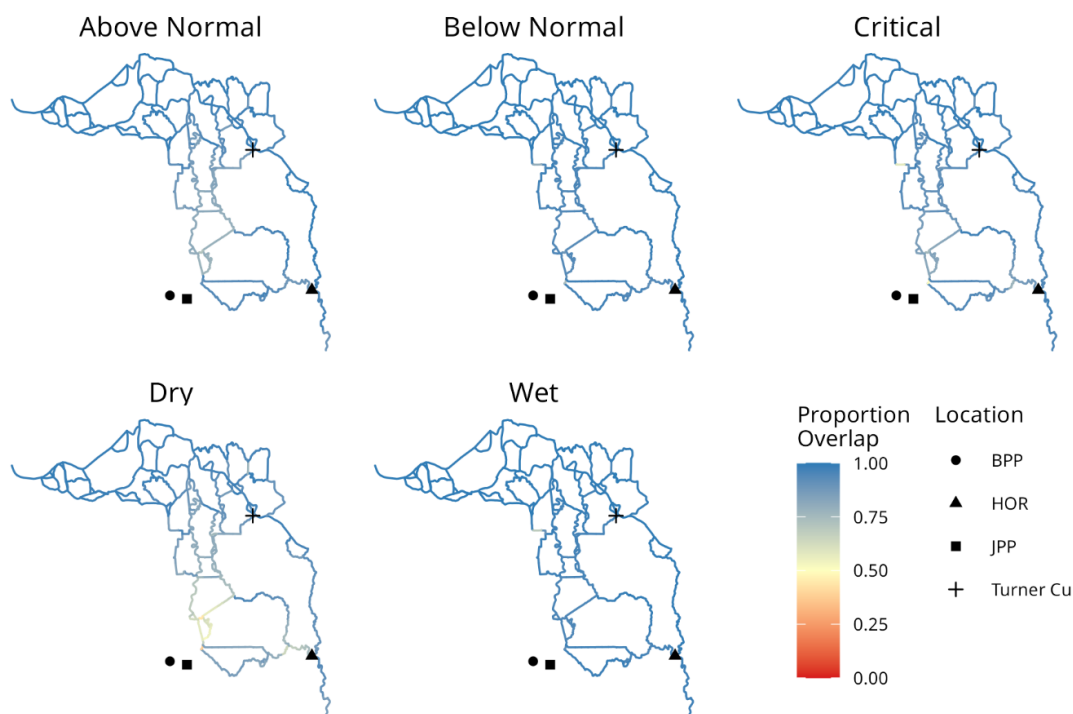 Above Normal
Below Normal
Critical
Dry
Wet
Proportion
Overlap
1.00
0.75
0.50
0.25
0.00
Location
BPP
HOR
JPP
Turner Cu